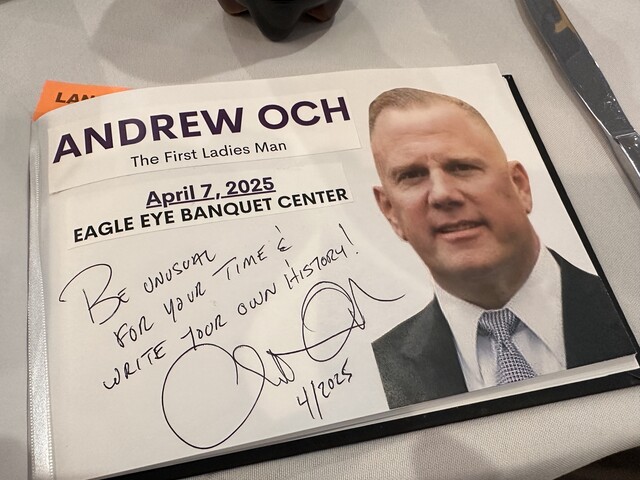 LAN
ANDREW OCH
The First Ladies Man
April 7, 2025
EAGLE EYE BANQUET CENTER
BE UNUSUAL
FOR YOUR TIME &
WRITE YOUR OWN HISTORY!
4/2025